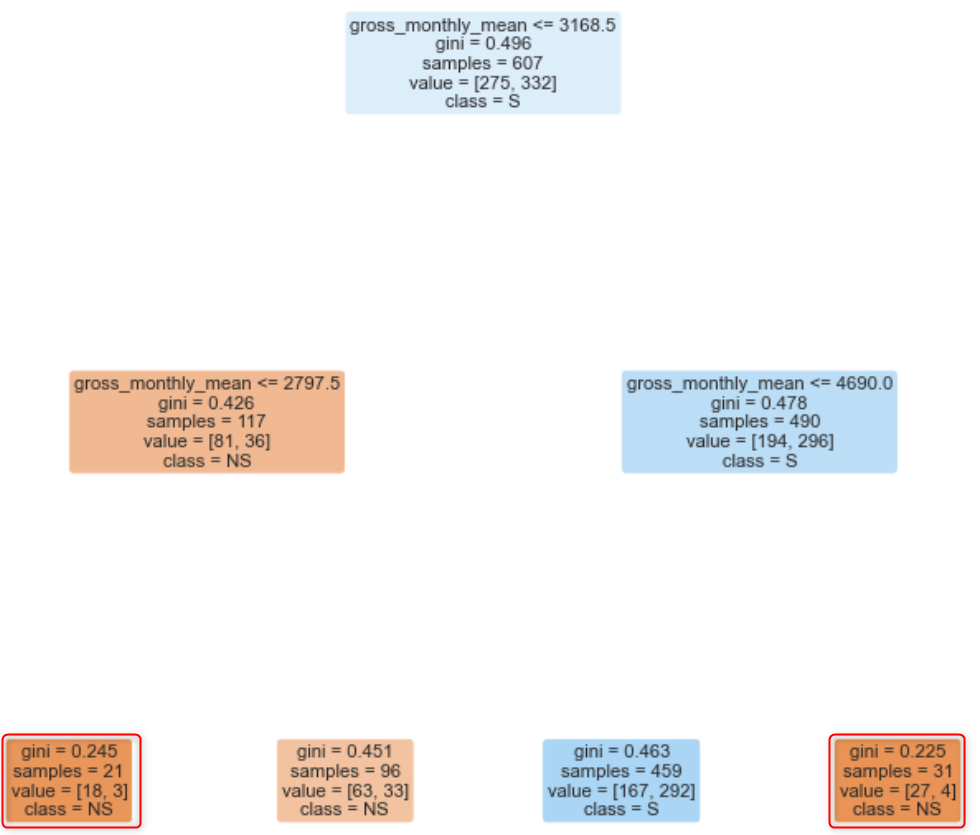 gross_monthly_mean <= 3168.5
gini = 0.496
samples = 607
value = [275, 332]
class = S
gross_monthly_mean <= 2797.5
gini = 0.426
samples = 117
value = [81, 36]
class = NS
gross_monthly_mean <= 4690.0
gini = 0.478
samples = 490
value = [194, 296]
class = S
gini = 0.245
samples = 21
value = [18, 3]
class = NS
gini = 0.451
samples = 96
value = [63, 33]
class = NS
gini = 0.463
samples = 459
value = [167, 292]
class = S
gini = 0.225
samples = 31
value = [27, 4]
class = NS